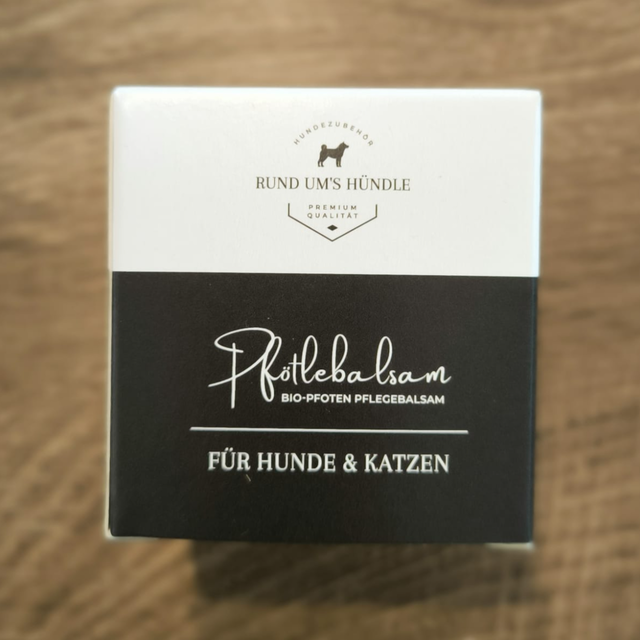 HUNDEZUBEHÖR
RUND UM'S HÜNDLE
PREMIUM
QUALITÄT
Pfötlebalsam
BIO-PFOTEN PFLEGEBALSAM
FÜR HUNDE & KATZEN